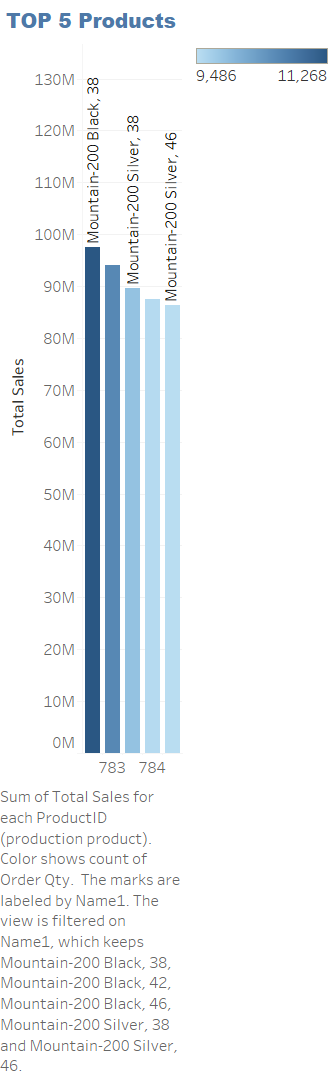 TOP 5 Products
9,486 11,268
130M
120M
110M
100M
90M
80M
70M
60M
50M
40M
30M
20M
10M
0M
Total Sales
Mountain-200 Black, 38
Mountain-200 Silver, 38
Mountain-200 Silver, 46
783 784
Sum of Total Sales for
each ProductID
(production product).
Color shows count of
Order Qty.  The marks are
labeled by Name1. The
view is filtered on
Name1, which keeps
Mountain-200 Black, 38,
Mountain-200 Black, 42,
Mountain-200 Black, 46,
Mountain-200 Silver, 38
and Mountain-200 Silver,
46.